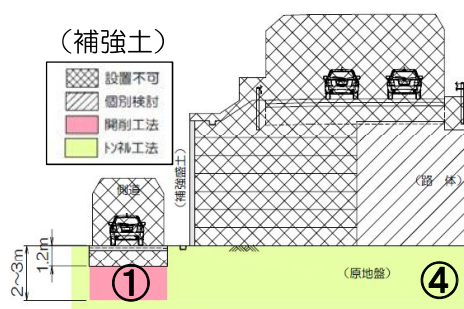 (補強土)
設置不可
個別検討
開削工法
トンネル工法
側道
(補強盛土)
(路 体)
1.2m
2~3m
①
(原地盤)
④